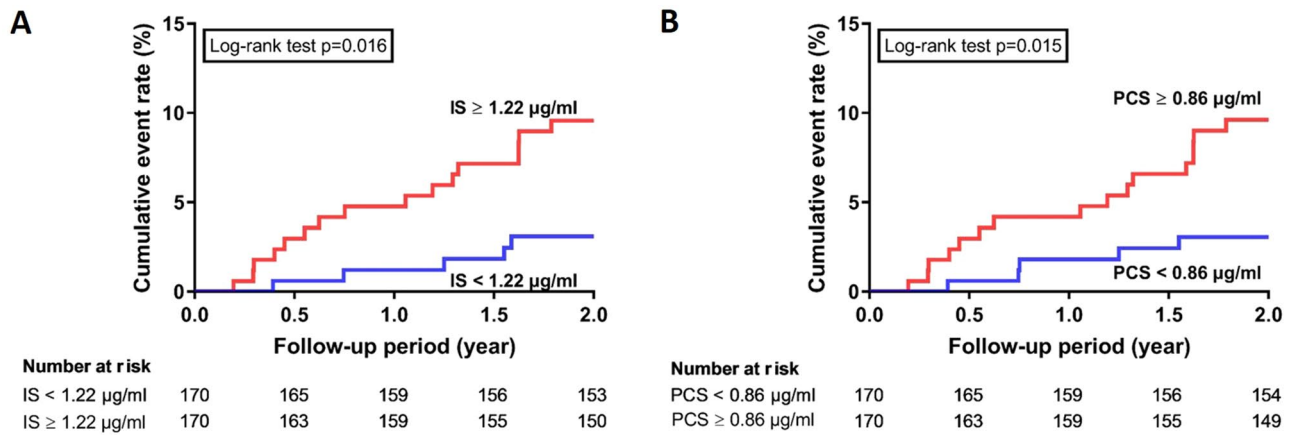 A
Cumulative event rate (%)
15
10
5
0
Log-rank test p=0.016
IS ≥ 1.22 µg/ml
IS < 1.22 µg/ml
0.0 0.5 1.0 1.5 2.0
Follow-up period (year)
Number at risk
IS < 1.22 µg/ml 170 165 159 156 153
IS ≥ 1.22 µg/ml 170 163 159 155 150
B
Cumulative event rate (%)
15
10
5
0
Log-rank test p=0.015
PCS ≥ 0.86 µg/ml
PCS < 0.86 µg/ml
0.0 0.5 1.0 1.5 2.0
Follow-up period (year)
Number at risk
PCS < 0.86 µg/ml 170 165 159 156 154
PCS ≥ 0.86 µg/ml 170 163 159 155 149